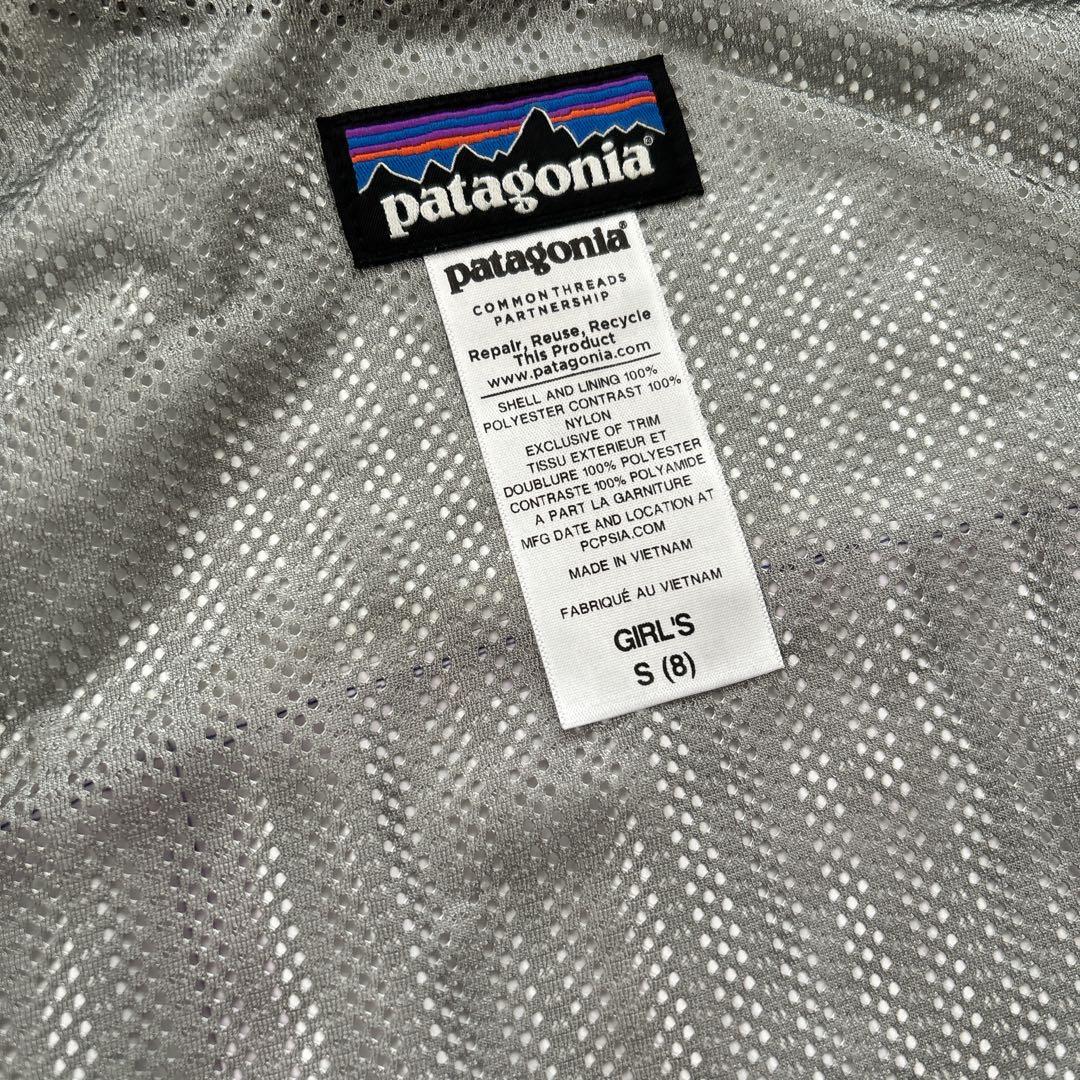 patagonia®
patagonia®
COMMON THREADS
PARTNERSHIP
Repair, Reuse, Recycle
This Product
www.patagonia.com
SHELL AND LINING 100%
POLYESTER CONTRAST 100%
NYLON
EXCLUSIVE OF TRIM
TISSU EXTERIEUR ET
DOUBLURE 100% POLYESTER
CONTRASTE 100% POLYAMIDE
A PART LA GARNITURE
MFG DATE AND LOCATION AT
PCPSIA.COM
MADE IN VIETNAM
FABRIQUÉ AU VIETNAM
GIRL'S
S (8)